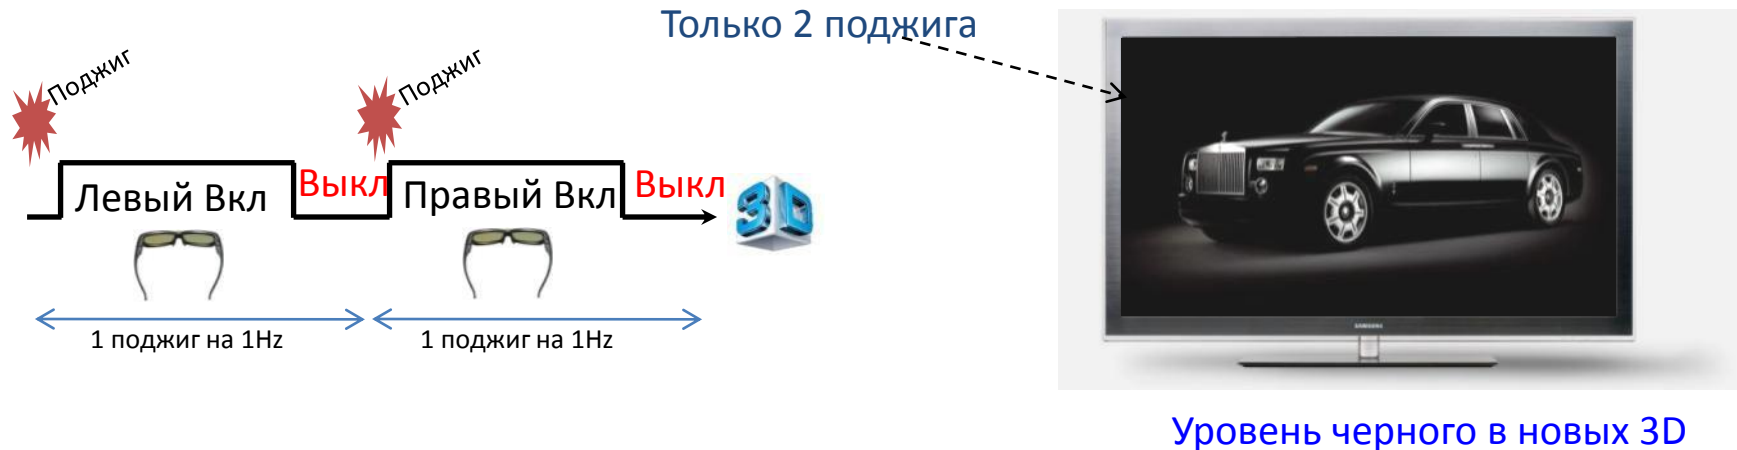 Только 2 поджига
Поджиг
Поджиг
Левый Вкл
Выкл
Правый Вкл
Выкл
3D
1 поджиг на 1Hz
1 поджиг на 1Hz
SAMSUNG
Уровень черного в новых 3D